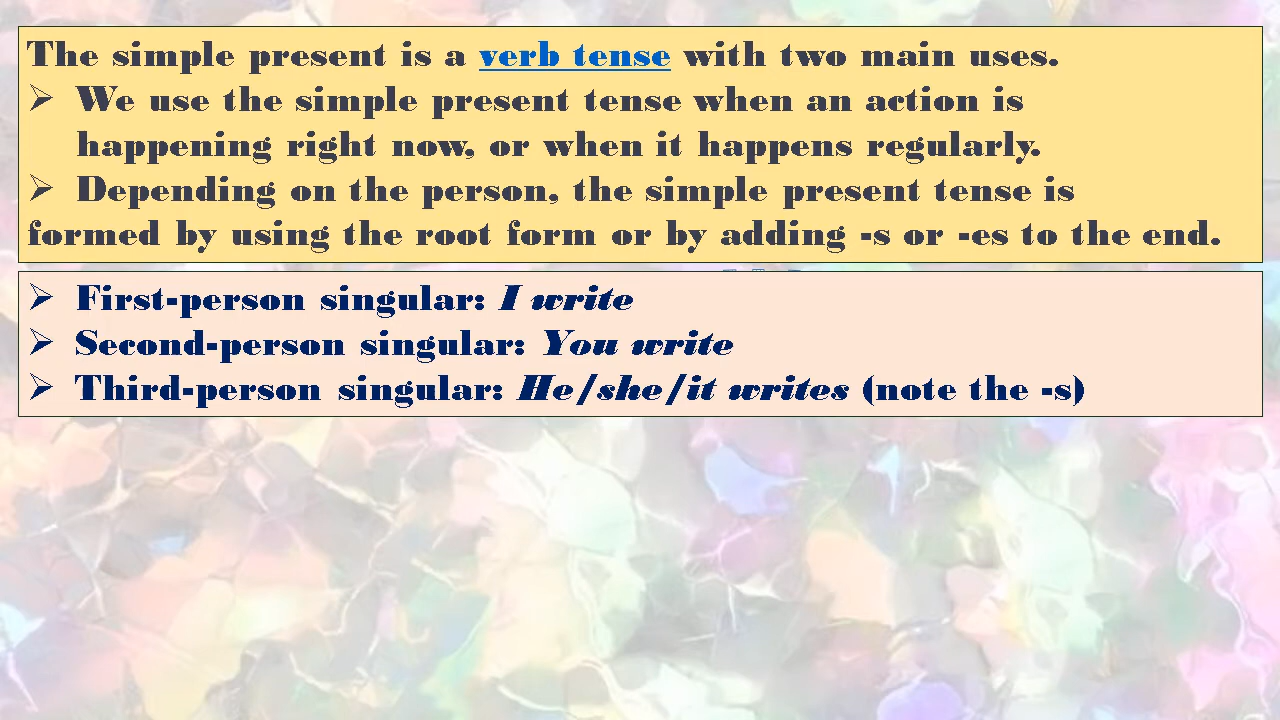 The simple present is a verb tense with two main uses.
➢ We use the simple present tense when an action is
happening right now, or when it happens regularly.
➢ Depending on the person, the simple present tense is
formed by using the root form or by adding -s or -es to the end.
➢ First-person singular: I write
➢ Second-person singular: You write
➢ Third-person singular: He/she/it writes (note the -s)